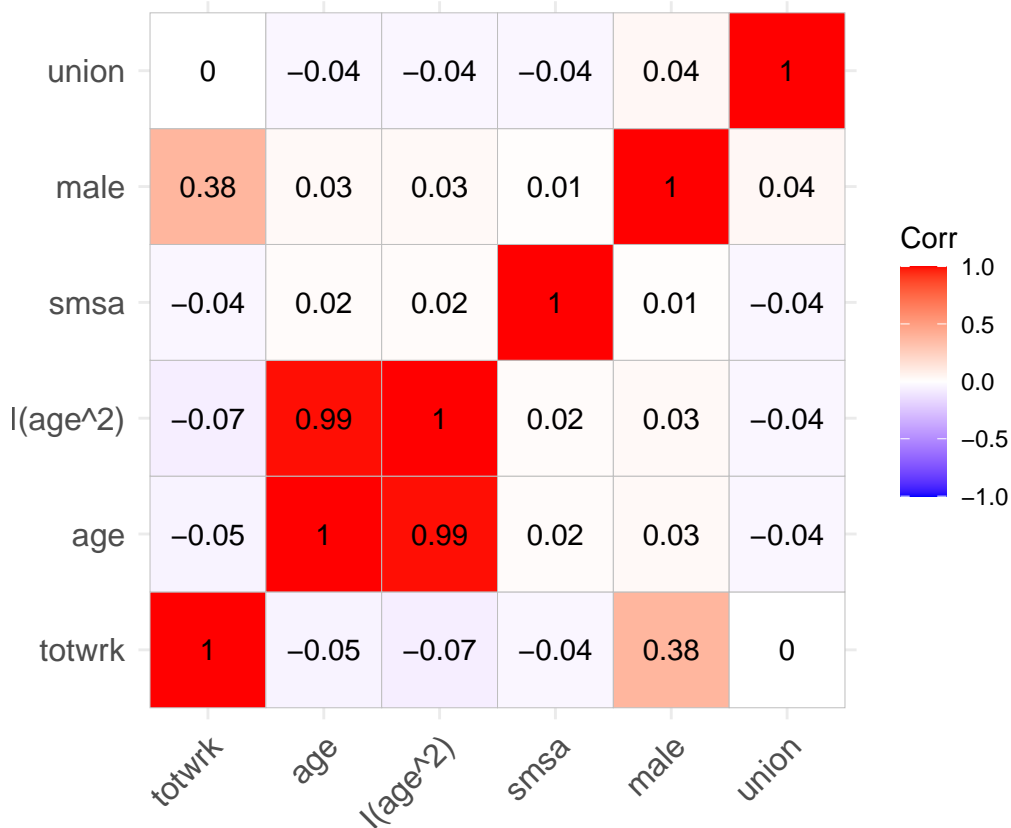 union 0 −0.04 −0.04 −0.04 0.04 1
male 0.38 0.03 0.03 0.01 1 0.04
smsa −0.04 0.02 0.02 1 0.01 −0.04
I(age^2) −0.07 0.99 1 0.02 0.03 −0.04
age −0.05 1 0.99 0.02 0.03 −0.04
totwrk 1 −0.05 −0.07 −0.04 0.38 0
totwrk age I(age^2) smsa male union
Corr
1.0
0.5
0.0
−0.5
−1.0